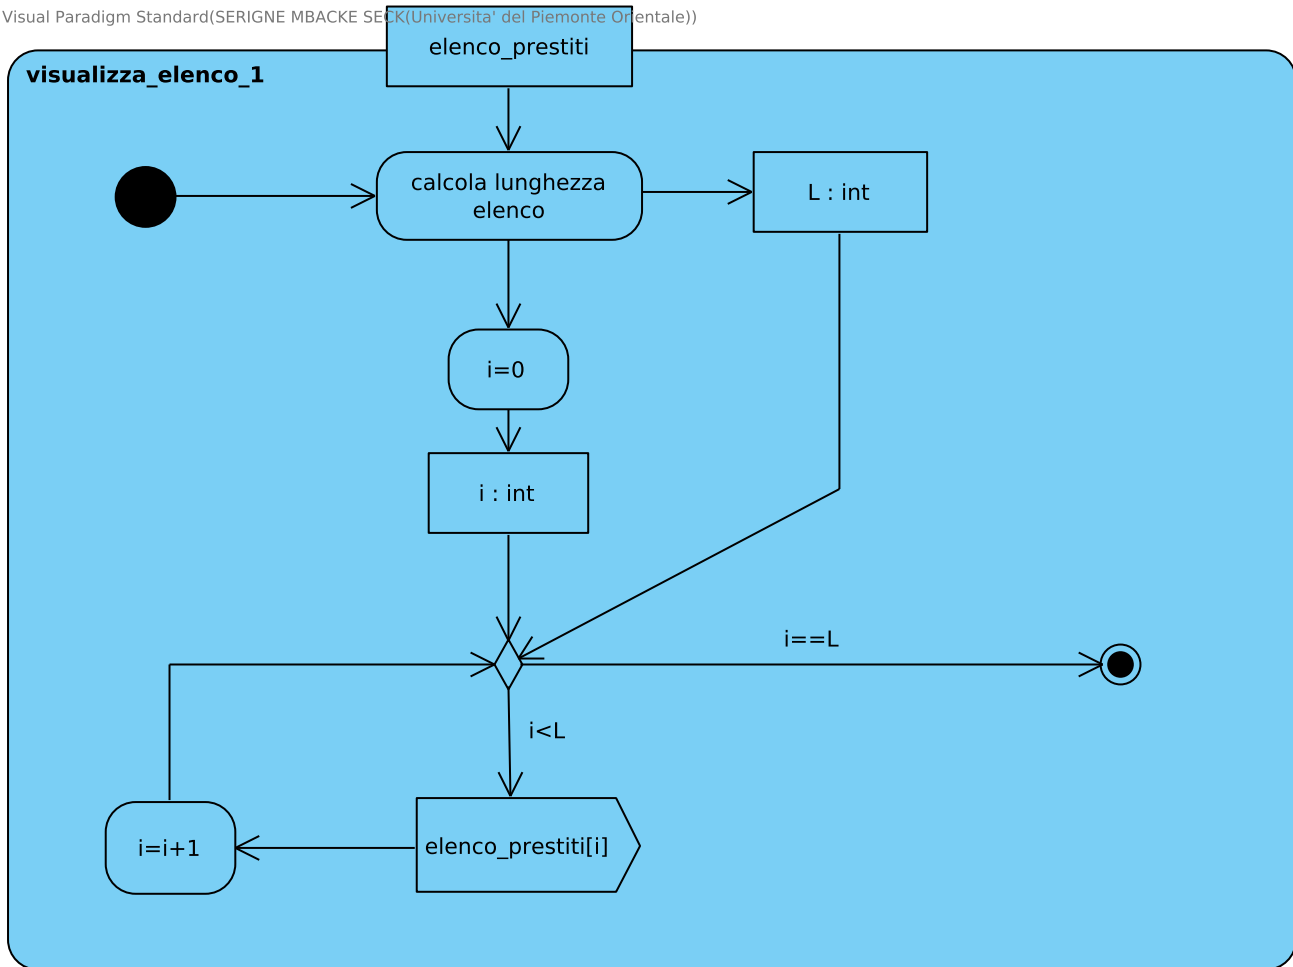 Visual Paradigm Standard(SERIGNE MBACKE SECK(Universita' del Piemonte Orientale))
elenco_prestiti
visualizza_elenco_1
calcola lunghezza
elenco
L : int
i=0
i : int
i==L
i<L
elenco_prestiti[i]
i=i+1